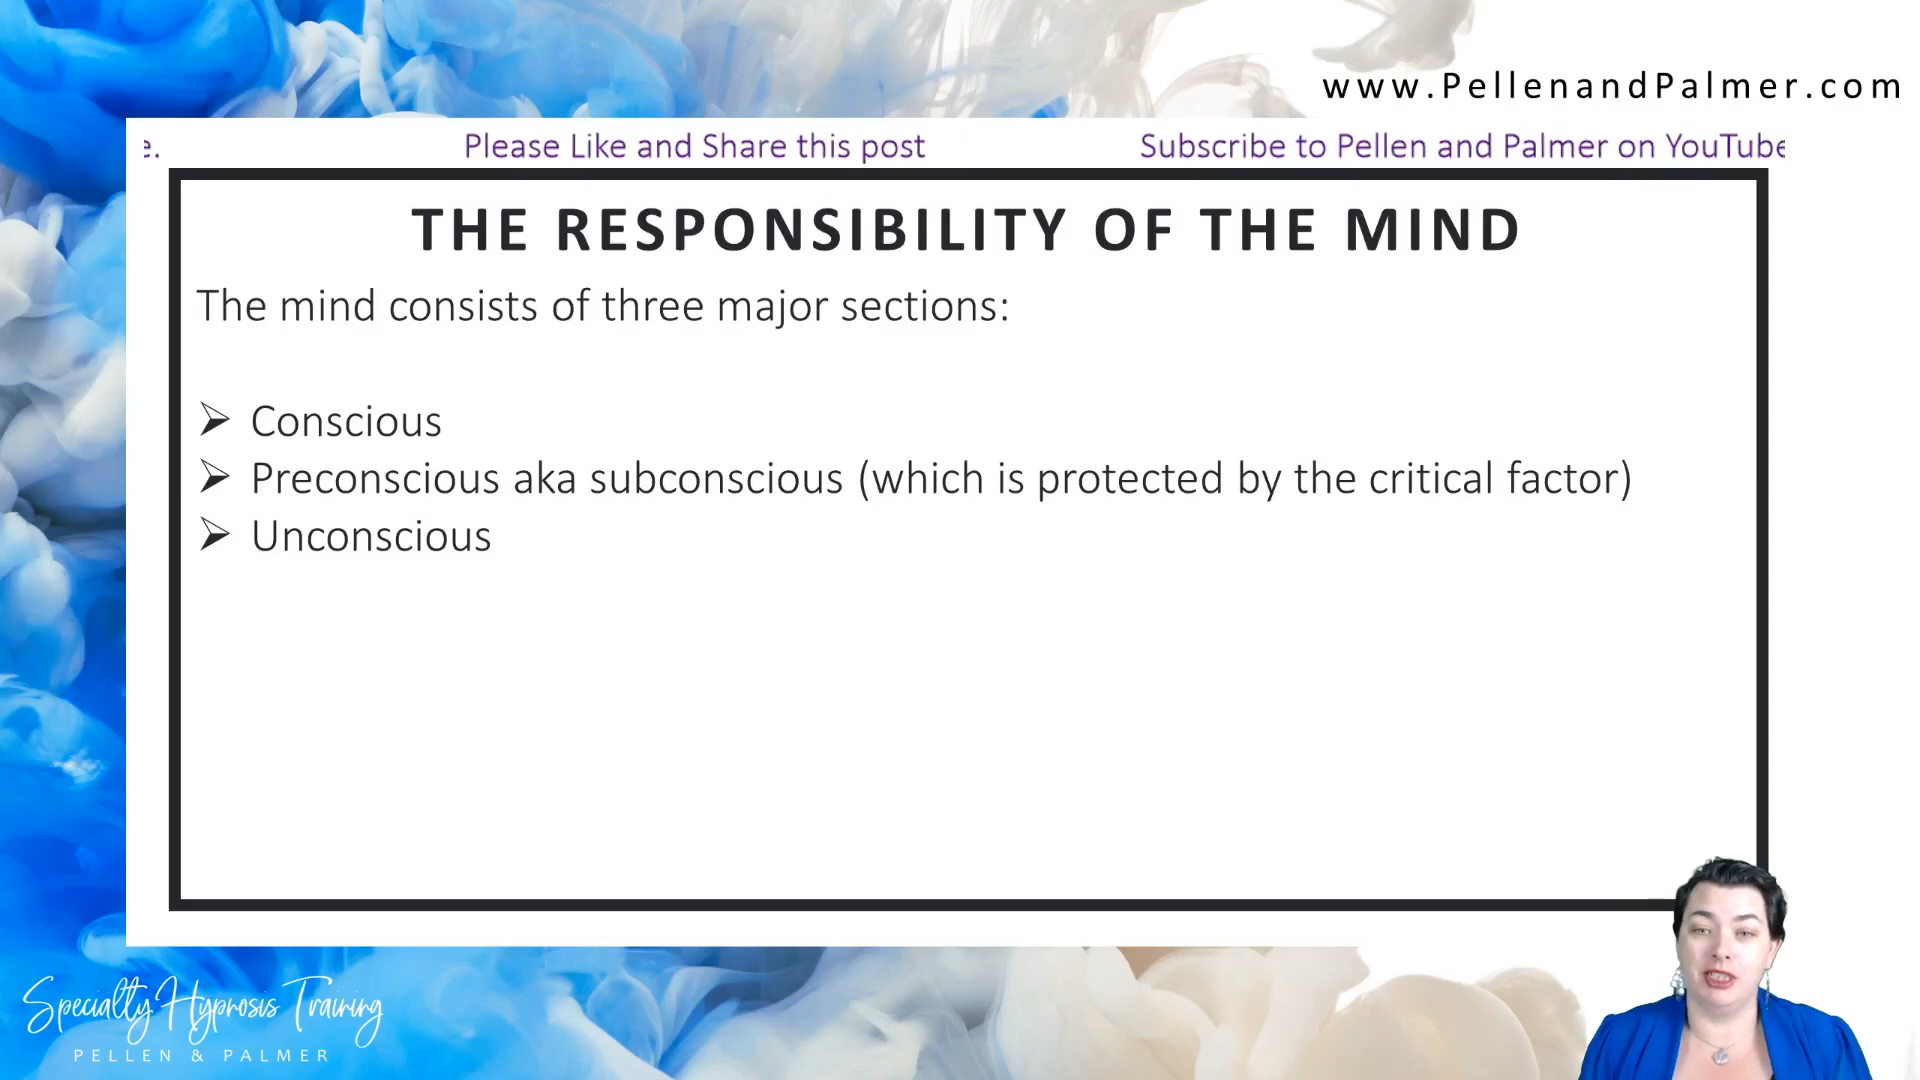 www.PellenandPalmer.com
e. Please Like and Share this post Subscribe to Pellen and Palmer on YouTube
THE RESPONSIBILITY OF THE MIND
The mind consists of three major sections:
➢ Conscious
➢ Preconscious aka subconscious (which is protected by the critical factor)
➢ Unconscious
Specialty Hypnosis Training
PELLEN & PALMER